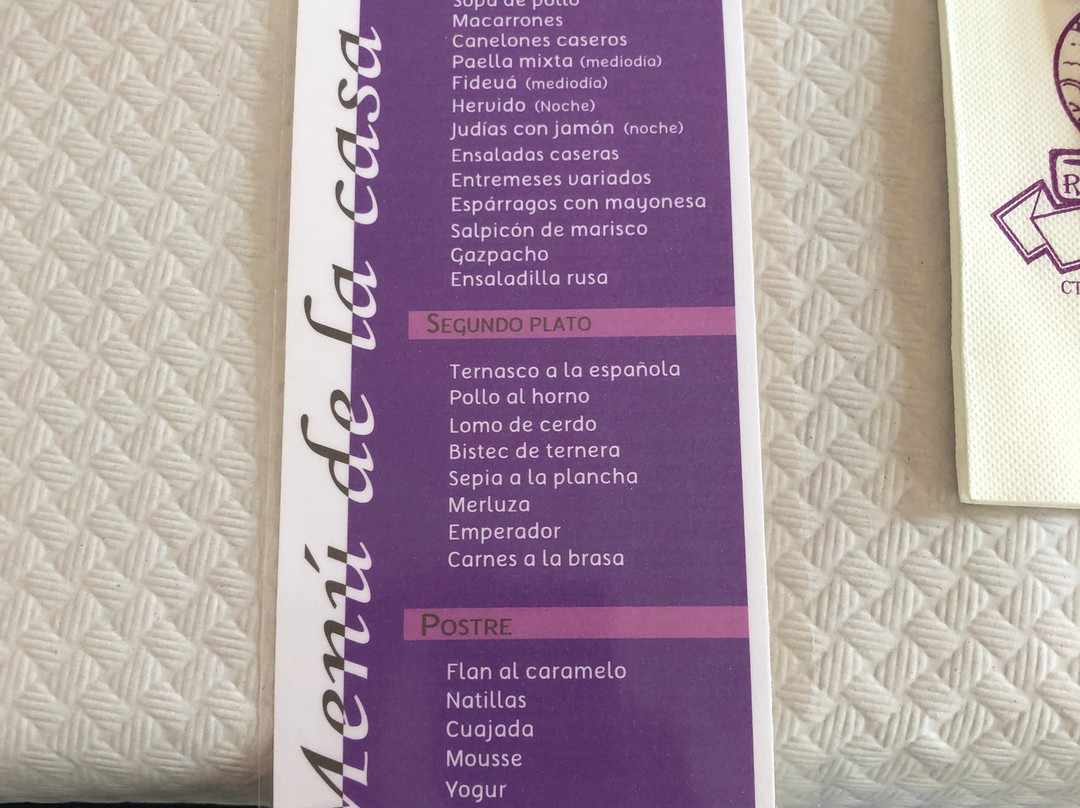 Menú de la casa
Sopa de pollo
Macarrones
Canelones caseros
Paella mixta (mediodía)
Fideuá (mediodía)
Hervido (Noche)
Judías con jamón (noche)
Ensaladas caseras
Entremeses variados
Espárragos con mayonesa
Salpicón de marisco
Gazpacho
Ensaladilla rusa
SEGUNDO PLATO
Ternasco a la española
Pollo al horno
Lomo de cerdo
Bistec de ternera
Sepia a la plancha
Merluza
Emperador
Carnes a la brasa
POSTRE
Flan al caramelo
Natillas
Cuajada
Mousse
Yogur